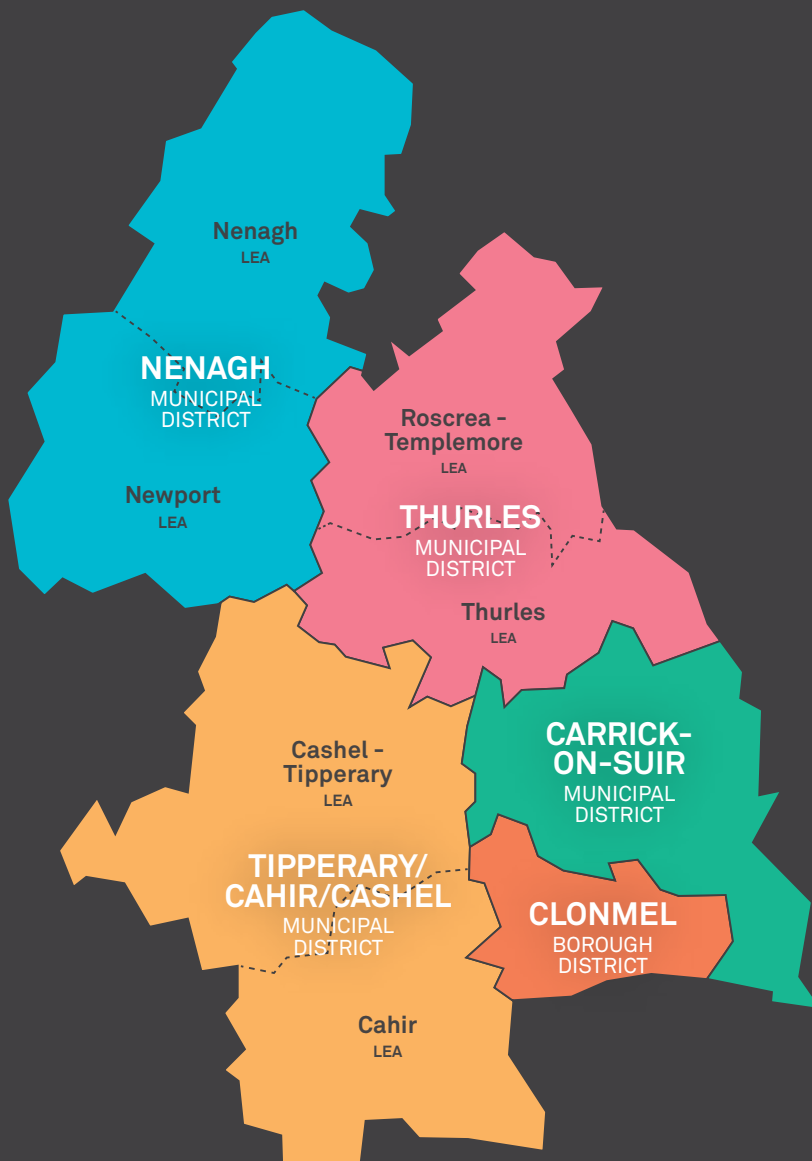 Nenagh
LEA
NENAGH
MUNICIPAL
DISTRICT
Newport
LEA
Roscrea -
Templemore
LEA
THURLES
MUNICIPAL
DISTRICT
Thurles
LEA
CARRICK-
ON-SUIR
MUNICIPAL
DISTRICT
Cashel -
Tipperary
LEA
TIPPERARY/
CAHIR/CASHEL
MUNICIPAL
DISTRICT
CLONMEL
BOROUGH
DISTRICT
Cahir
LEA